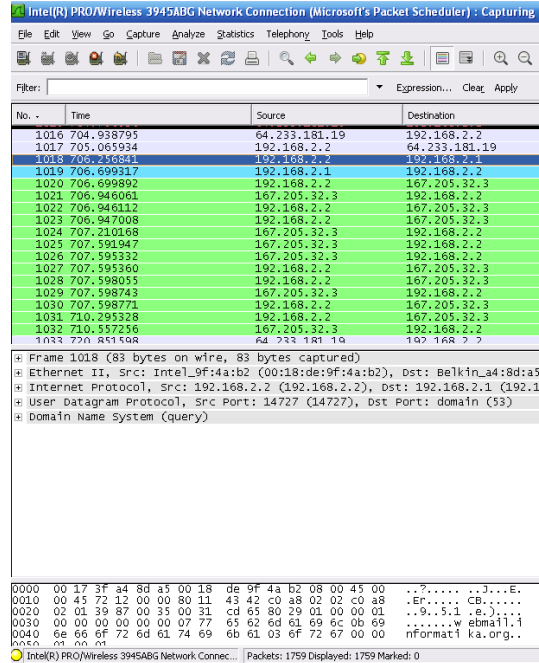 Intel(R) PRO/Wireless 3945ABG Network Connection (Microsoft's Packet Scheduler) : Capturing
File Edit View Go Capture Analyze Statistics Telephony Tools Help
Filter: Expression... Clear Apply
No. . Time Source Destination
1016 704.938795 64.233.181.19 192.168.2.2
1017 705.065934 192.168.2.2 64.233.181.19
1018 706.256841 192.168.2.2 192.168.2.1
1019 706.699317 192.168.2.1 192.168.2.2
1020 706.699892 192.168.2.2 167.205.32.3
1021 706.946061 167.205.32.3 192.168.2.2
1022 706.946112 192.168.2.2 167.205.32.3
1023 706.947008 192.168.2.2 167.205.32.3
1024 707.210168 167.205.32.3 192.168.2.2
1025 707.591947 167.205.32.3 192.168.2.2
1026 707.595332 167.205.32.3 192.168.2.2
1027 707.595360 192.168.2.2 167.205.32.3
1028 707.598055 192.168.2.2 167.205.32.3
1029 707.598743 167.205.32.3 192.168.2.2
1030 707.598771 192.168.2.2 167.205.32.3
1031 710.295328 192.168.2.2 167.205.32.3
1032 710.557256 167.205.32.3 192.168.2.2
1033 720.851598 64.233.181.19 192.168.2.2
Frame 1018 (83 bytes on wire, 83 bytes captured)
Ethernet II, Src: Intel_9f:4a:b2 (00:18:de:9f:4a:b2), Dst: Belkin_a4:8d:a5
Internet Protocol, Src: 192.168.2.2 (192.168.2.2), Dst: 192.168.2.1 (192.1
User Datagram Protocol, Src Port: 14727 (14727), Dst Port: domain (53)
Domain Name System (query)
0000 00 17 3f a4 8d a5 00 18 de 9f 4a b2 08 00 45 00 ..?..... ..J...E.
0010 00 45 72 12 00 00 80 11 43 42 c0 a8 02 02 c0 a8 .Er..... CB......
0020 02 01 39 87 00 35 00 31 cd 65 80 29 01 00 00 01 ..9..5.1 .e.)....
0030 00 00 00 00 00 00 07 77 65 62 6d 61 69 6c 0b 69 .......w ebmail.i
0040 6e 66 6f 72 6d 61 74 69 6b 61 03 6f 72 67 00 00 nformati ka.org..
0050 01 00 01
Intel(R) PRO/Wireless 3945ABG Network Connec... Packets: 1759 Displayed: 1759 Marked: 0